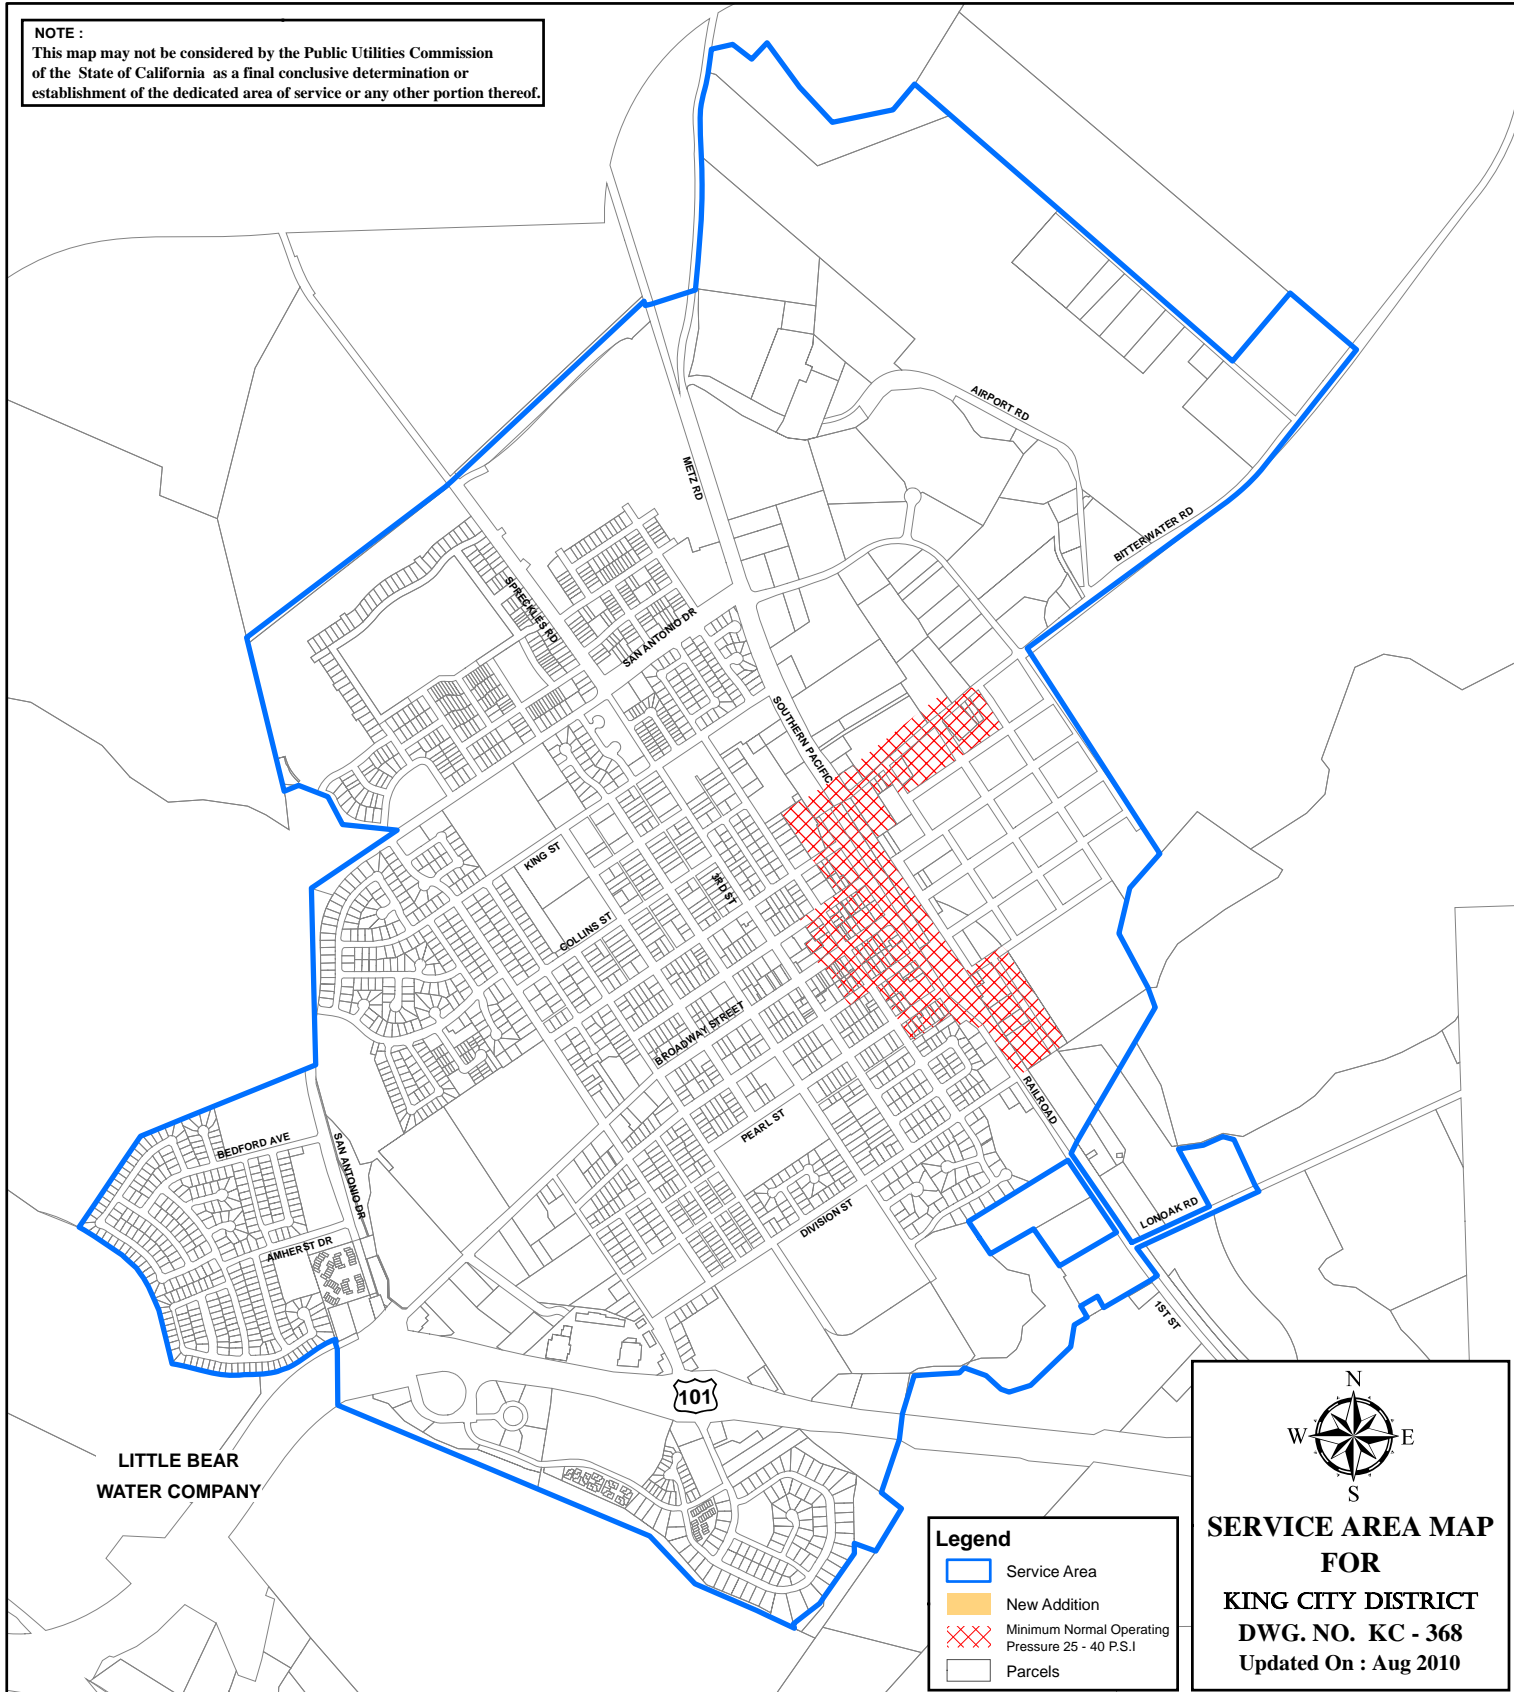 NOTE :
This map may not be considered by the Public Utilities Commission
of the State of California as a final conclusive determination or
establishment of the dedicated area of service or any other portion thereof.
AIRPORT RD
METZ RD
BITTERWATER RD
SPRECKLES RD
SAN ANTONIO DR
SOUTHERN PACIFIC
KING ST
3RD ST
COLLINS ST
BROADWAY STREET
PEARL ST
RAILROAD
BEDFORD AVE
SAN ANTONIO DR
LONOAK RD
DIVISION ST
AMHERST DR
1ST ST
101
LITTLE BEAR
WATER COMPANY
Legend
Service Area
New Addition
Minimum Normal Operating
Pressure 25 - 40 P.S.I
Parcels
N
W E
S
SERVICE AREA MAP
FOR
KING CITY DISTRICT
DWG. NO. KC - 368
Updated On : Aug 2010